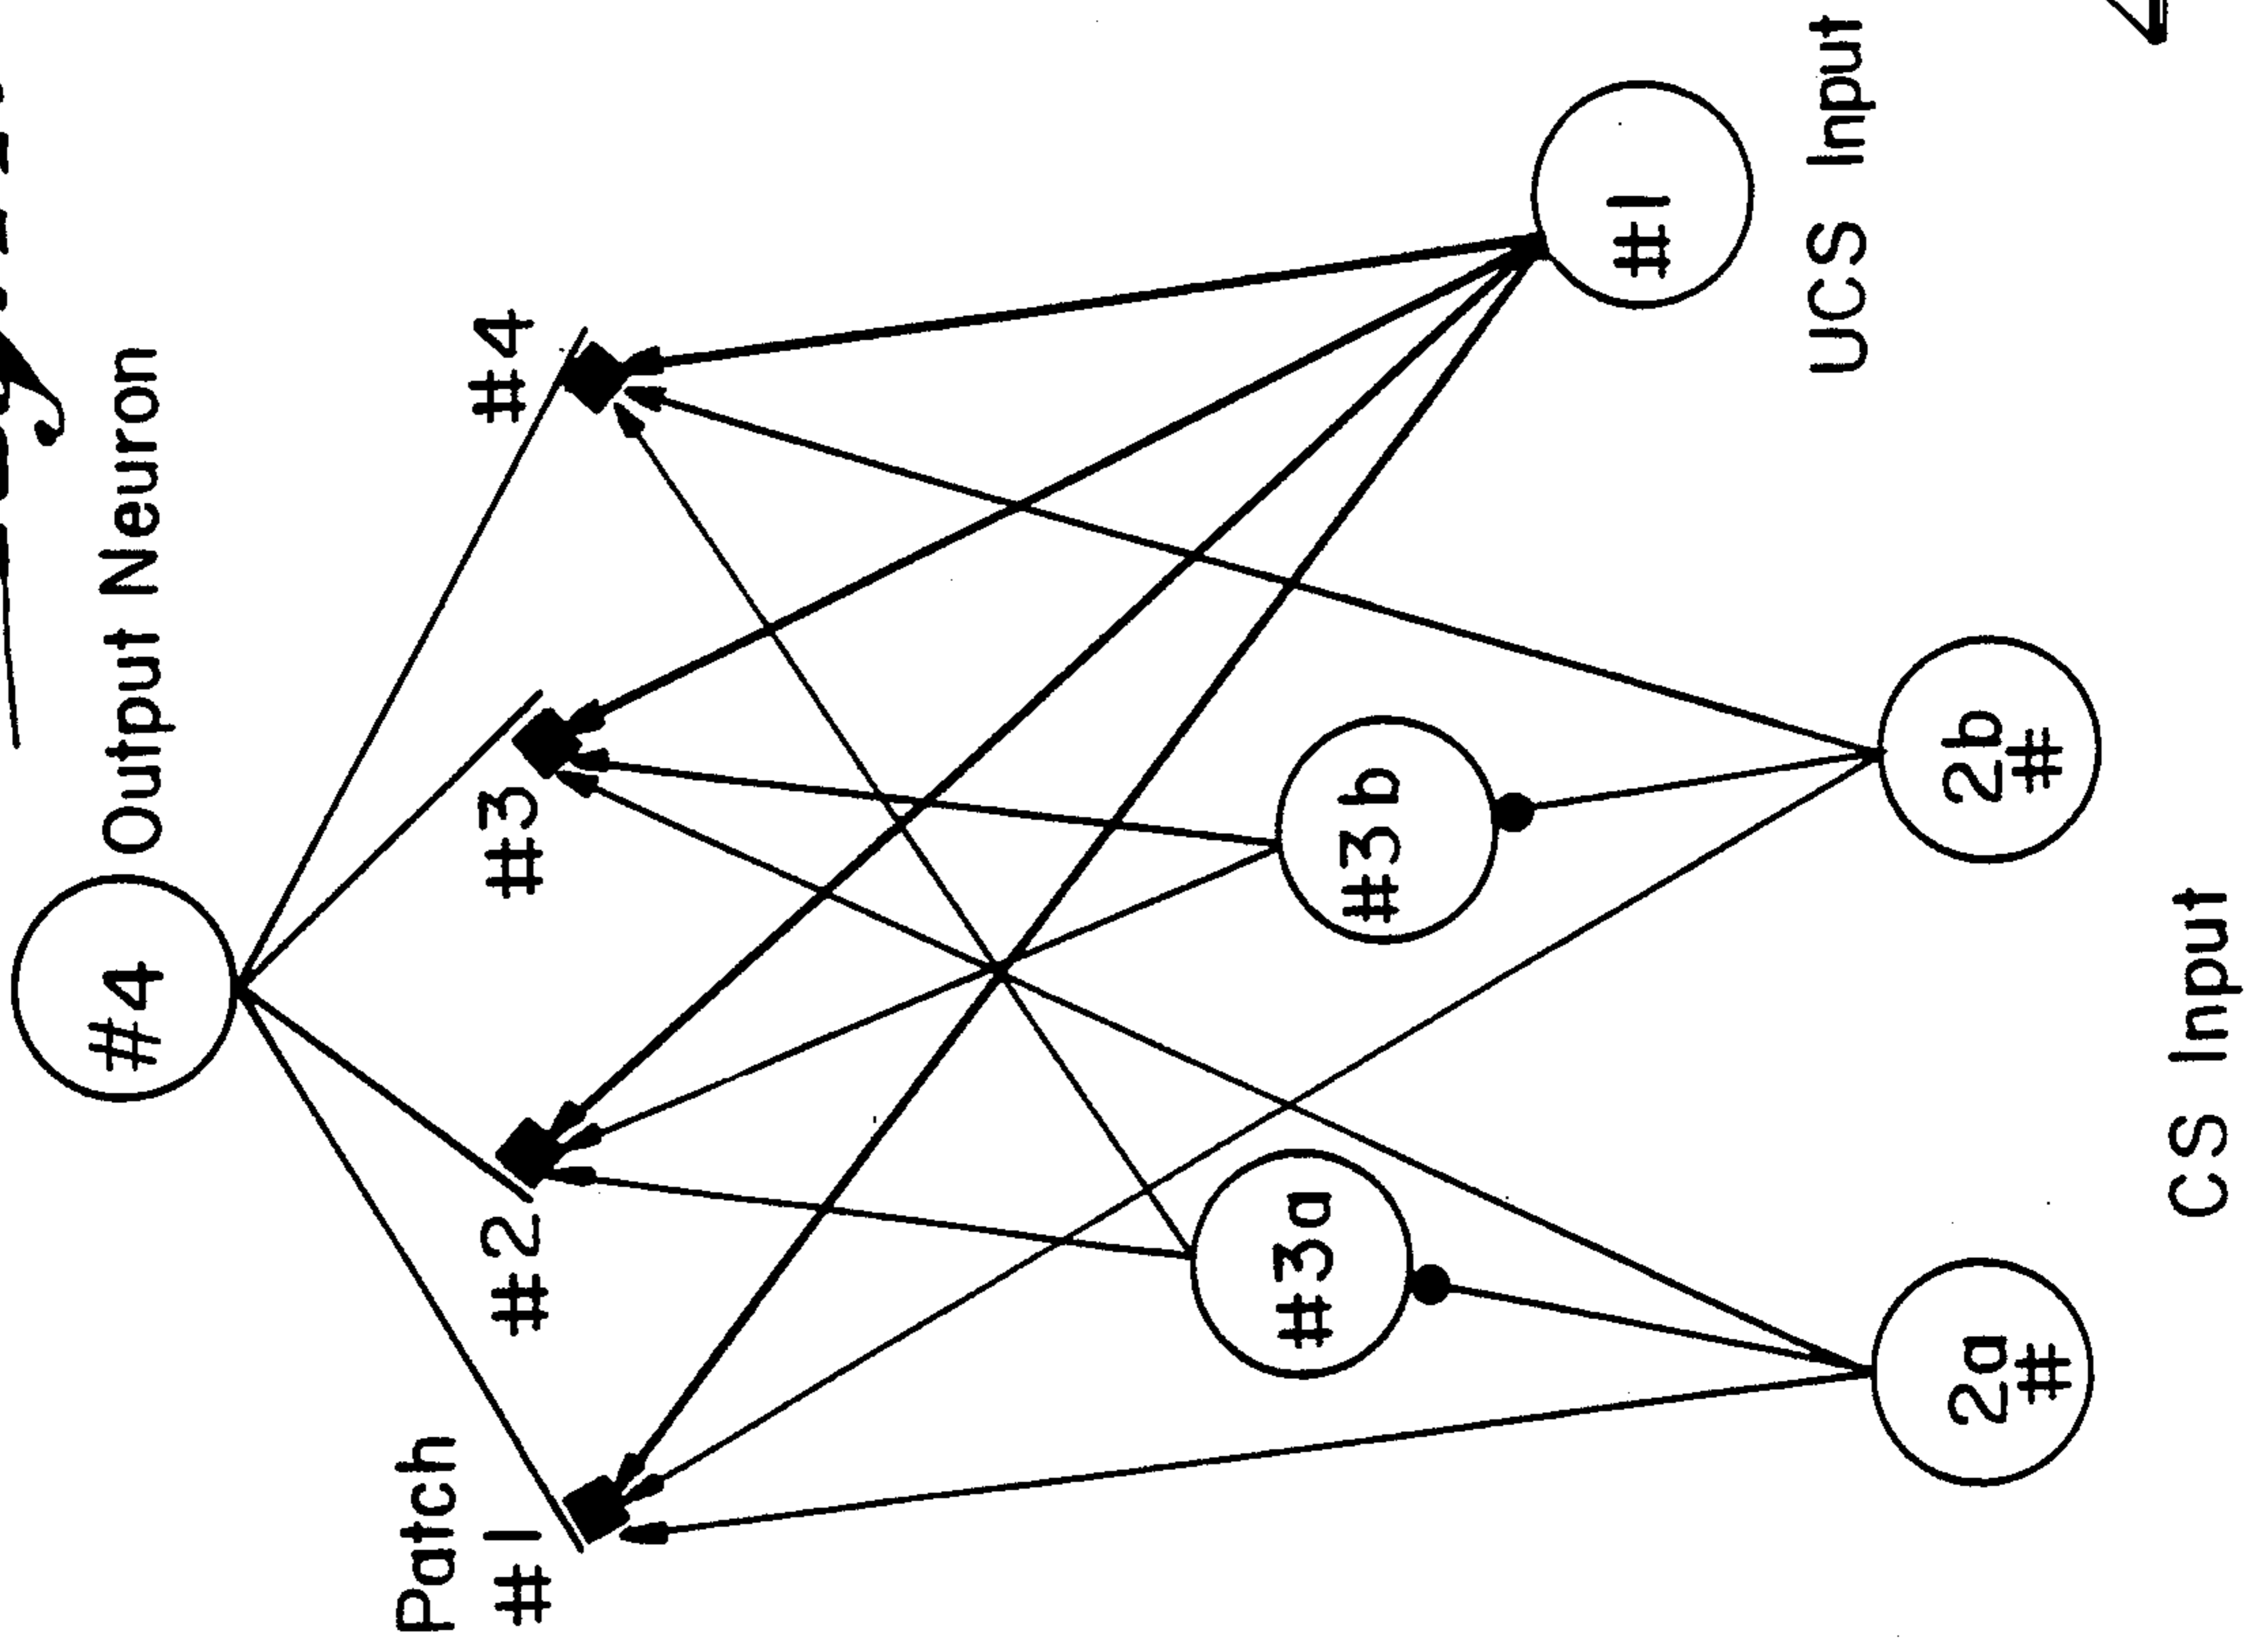 #4 Output Neuron
Patch
#1
#2
#3
#4
#3a
#3b
#1
UCS Input
2a
#
2b
#
CS Input